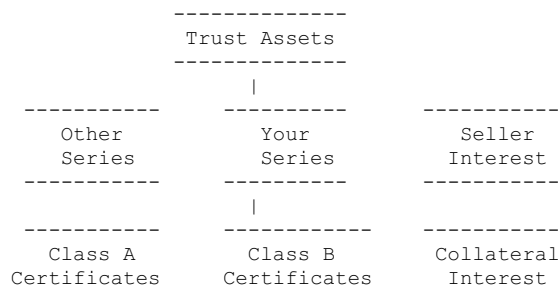 --------------
Trust Assets
--------------
|
----------- ---------- -----------
Other Your Seller
Series Series Interest
----------- ---------- -----------
|
----------- ------------ -----------
Class A Class B Collateral
Certificates Certificates Interest